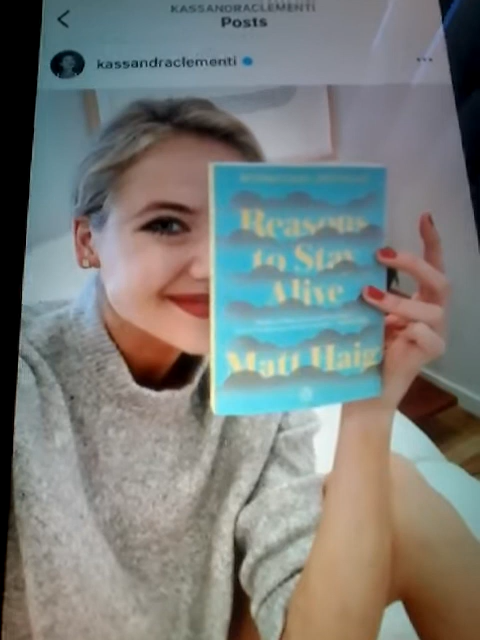 KASSANDRACLEMENTI
Posts
kassandraclementi
Reasons
to Stay
Alive
Matt Haig